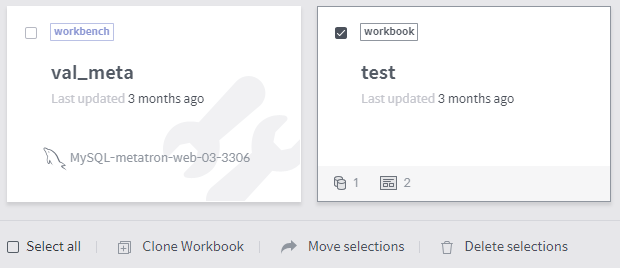 workbench
val_meta
Last updated 3 months ago
MySQL-metatron-web-03-3306
workbook
test
Last updated 3 months ago
1 2
Select all Clone Workbook Move selections Delete selections